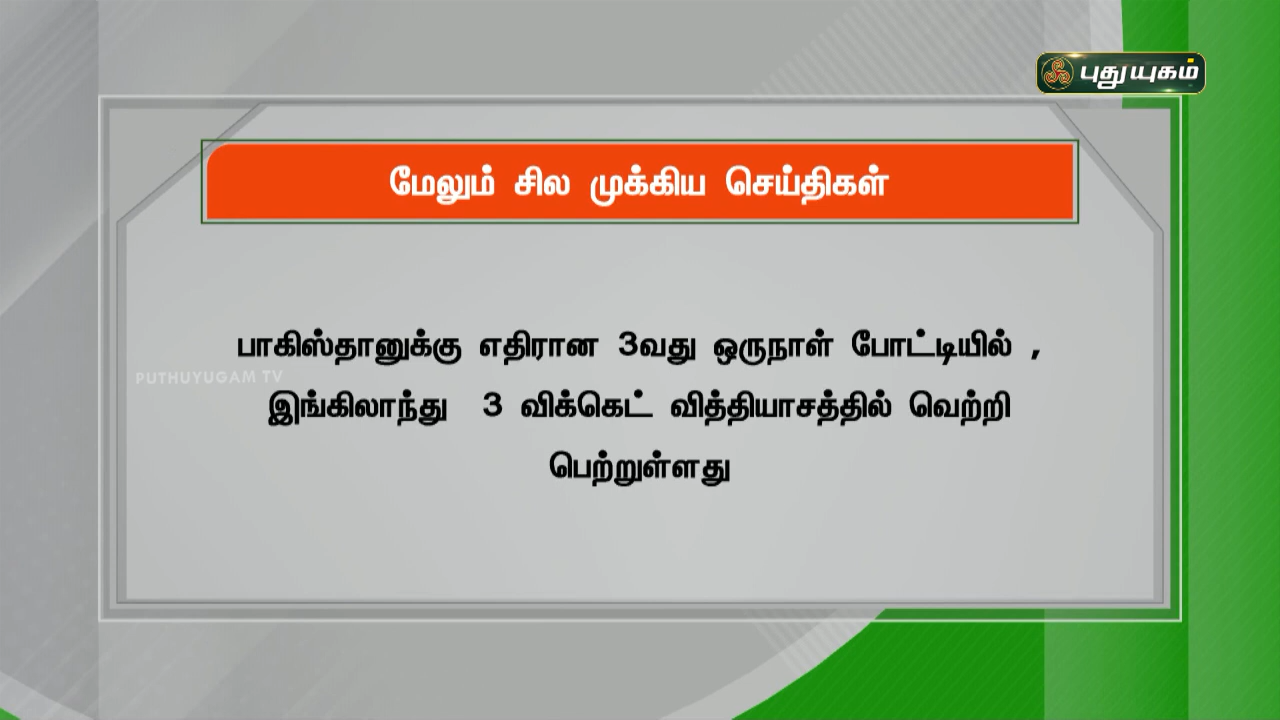 புதுயுகம்
மேலும் சில முக்கிய செய்திகள்
பாகிஸ்தானுக்கு எதிரான 3வது ஒருநாள் போட்டியில் ,
PUTHUYUGAM TV
இங்கிலாந்து 3 விக்கெட் வித்தியாசத்தில் வெற்றி
பெற்றுள்ளது